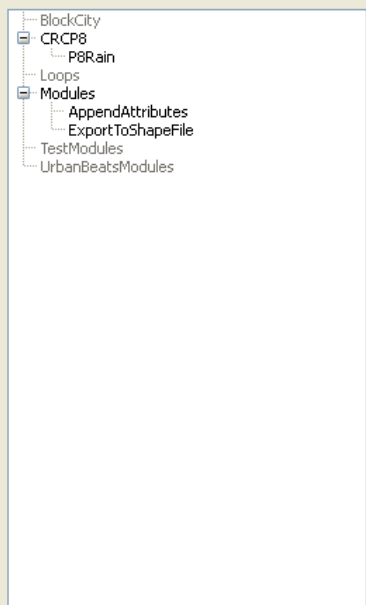 BlockCity
CRCP8
P8Rain
Loops
Modules
AppendAttributes
ExportToShapeFile
TestModules
UrbanBeatsModules